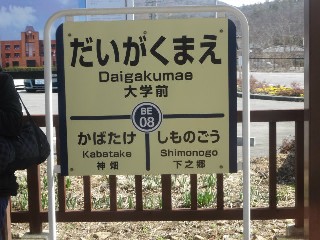 だいがくまえ
Daigakumae
大学前
BE
08
かばたけ しものごう
Kabatake Shimonogo
神畑 下之郷